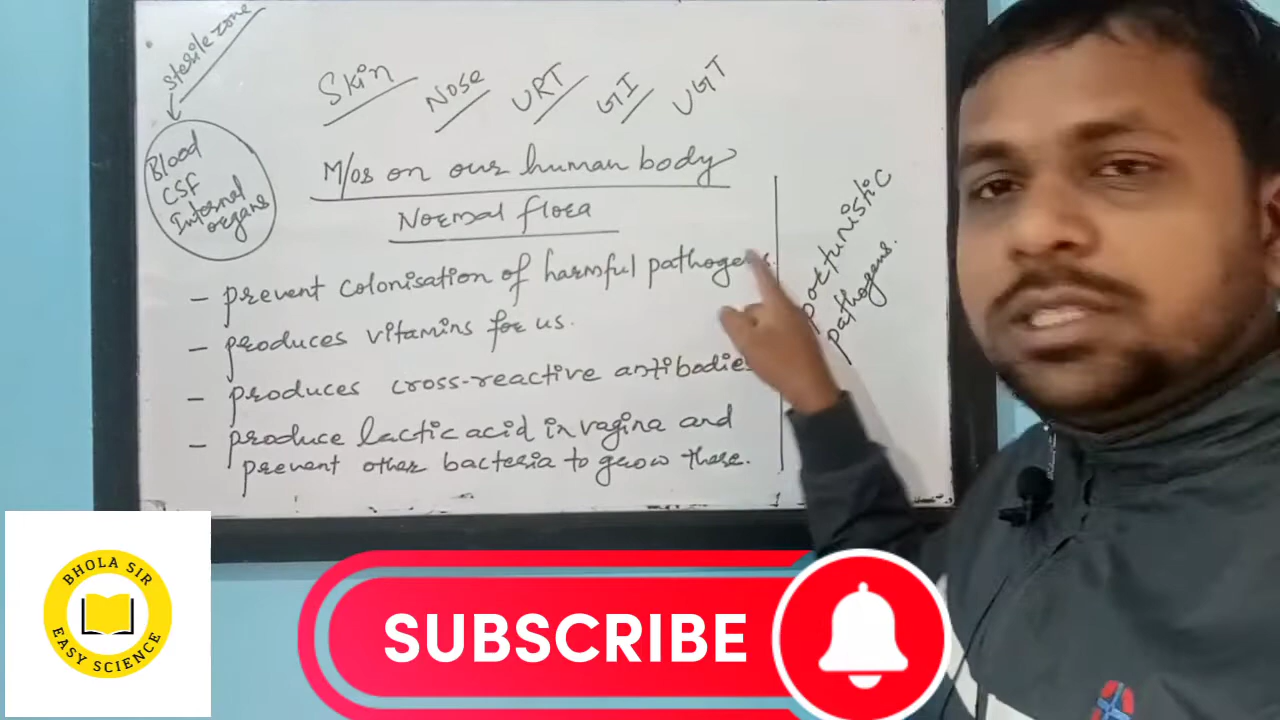 sterile zone
Blood
CSF
Internal
organs
Skin Nose URT GI UGT
M/os on our human body
Normal flora
- prevent colonisation of harmful pathogens.
- produces vitamins for us.
- produces cross-reactive antibodies
- produce lactic acid in vagina and
prevent other bacteria to grow there.
pathogens.
BHOLA SIR
EASY SCIENCE
SUBSCRIBE